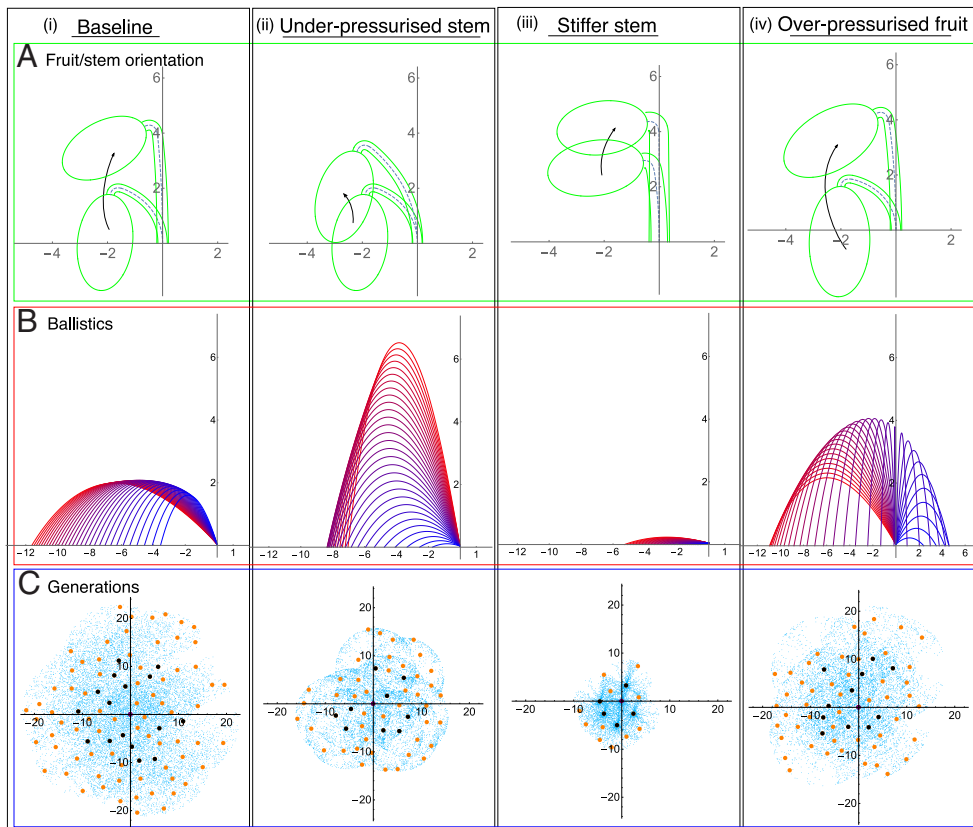 (i) Baseline
(ii) Under-pressurised stem
(iii) Stiffer stem
(iv) Over-pressurised fruit
A Fruit/stem orientation
6
4
2
−4 −2 2
6
4
2
−4 −2 2
6
4
2
−4 −2 2
6
4
2
−4 −2 2
B Ballistics
6
4
2
−12 −10 −8 −6 −4 −2 1
6
4
2
−12 −10 −8 −6 −4 −2 1
6
4
2
−12 −10 −8 −6 −4 −2 1
6
4
2
−12 −10 −8 −6 −4 −2 0 2 4 6
C Generations
20
10
−20 −10 10 20
−10
−20
20
10
−20 −10 10 20
−10
−20
20
10
−20 −10 10 20
−10
−20
20
10
−20 −10 10 20
−10
−20